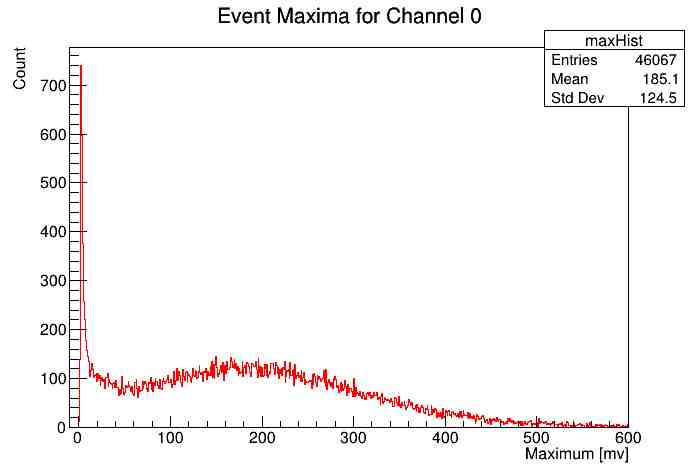 Event Maxima for Channel 0
maxHist
Entries 46067
Mean 185.1
Std Dev 124.5
Count
700
600
500
400
300
200
100
0
0 100 200 300 400 500 600
Maximum [mv]